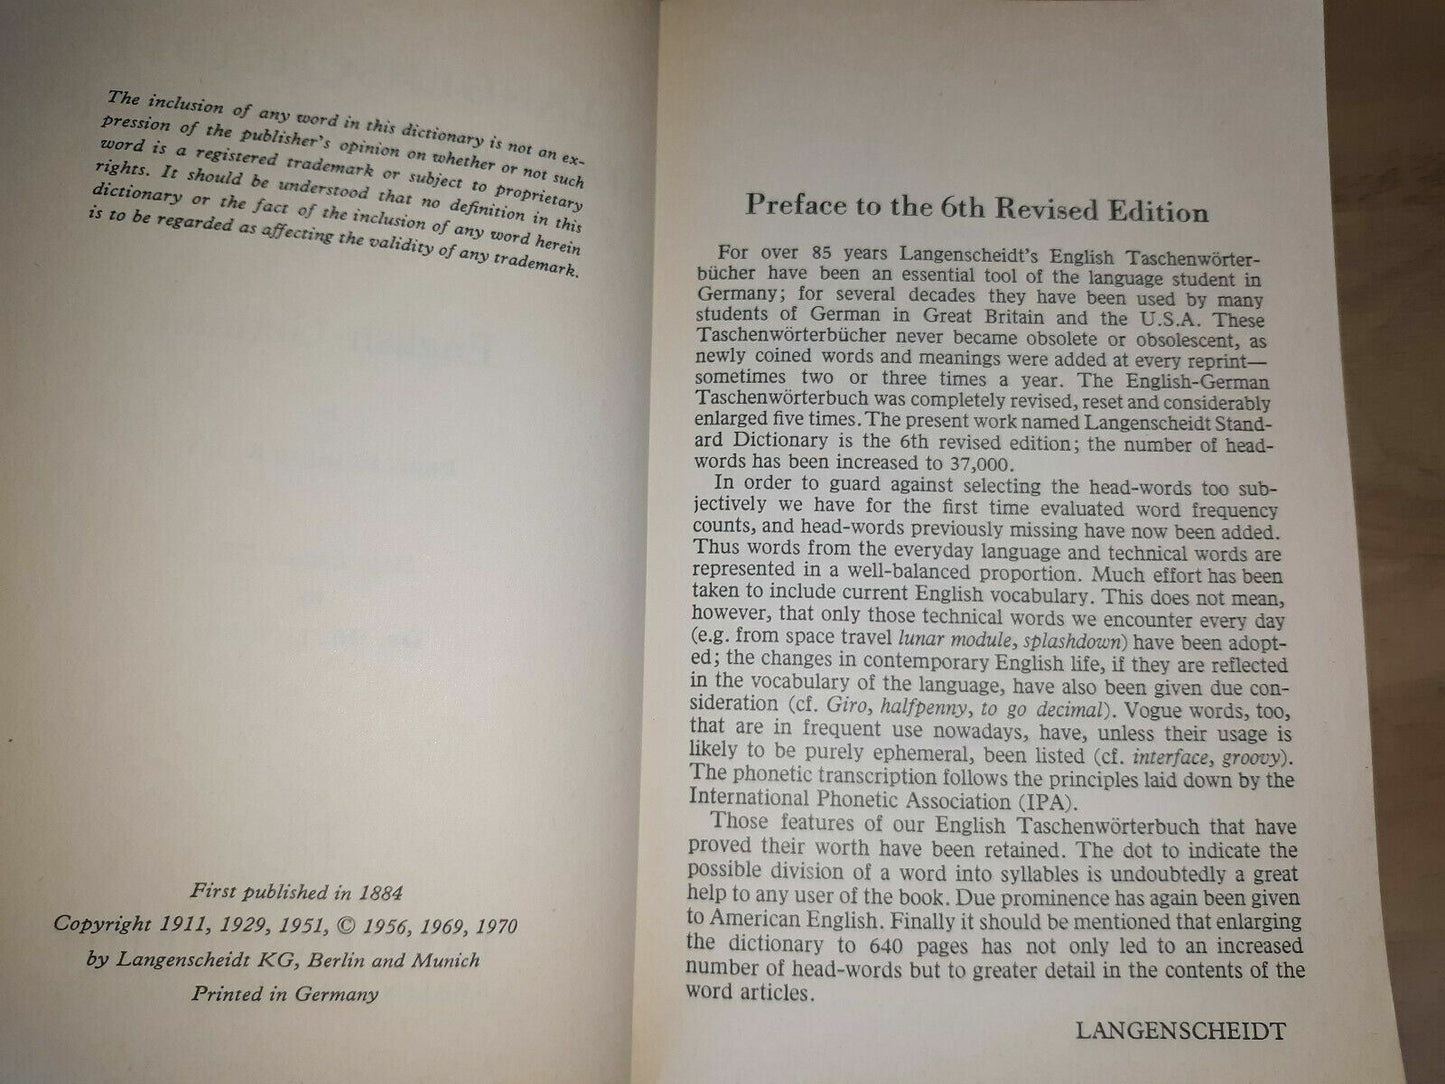 The inclusion of any word in this dictionary is not an ex-
pression of the publisher's opinion on whether or not such
word is a registered trademark or subject to proprietary
rights. It should be understood that no definition in this
dictionary or the fact of the inclusion of any word herein
is to be regarded as affecting the validity of any trademark.
First published in 1884
Copyright 1911, 1929, 1951, © 1956, 1969, 1970
by Langenscheidt KG, Berlin and Munich
Printed in Germany
Preface to the 6th Revised Edition
For over 85 years Langenscheidt's English Taschenwörter-
bücher have been an essential tool of the language student in
Germany; for several decades they have been used by many
students of German in Great Britain and the U.S.A. These
Taschenwörterbücher never became obsolete or obsolescent, as
newly coined words and meanings were added at every reprint—
sometimes two or three times a year. The English-German
Taschenwörterbuch was completely revised, reset and considerably
enlarged five times. The present work named Langenscheidt Stand-
ard Dictionary is the 6th revised edition; the number of head-
words has been increased to 37,000.
In order to guard against selecting the head-words too sub-
jectively we have for the first time evaluated word frequency
counts, and head-words previously missing have now been added.
Thus words from the everyday language and technical words are
represented in a well-balanced proportion. Much effort has been
taken to include current English vocabulary. This does not mean,
however, that only those technical words we encounter every day
(e.g. from space travel lunar module, splashdown) have been adopt-
ed; the changes in contemporary English life, if they are reflected
in the vocabulary of the language, have also been given due con-
sideration (cf. Giro, halfpenny, to go decimal). Vogue words, too,
that are in frequent use nowadays, have, unless their usage is
likely to be purely ephemeral, been listed (cf. interface, groovy).
The phonetic transcription follows the principles laid down by the
International Phonetic Association (IPA).
Those features of our English Taschenwörterbuch that have
proved their worth have been retained. The dot to indicate the
possible division of a word into syllables is undoubtedly a great
help to any user of the book. Due prominence has again been given
to American English. Finally it should be mentioned that enlarging
the dictionary to 640 pages has not only led to an increased
number of head-words but to greater detail in the contents of the
word articles.
LANGENSCHEIDT